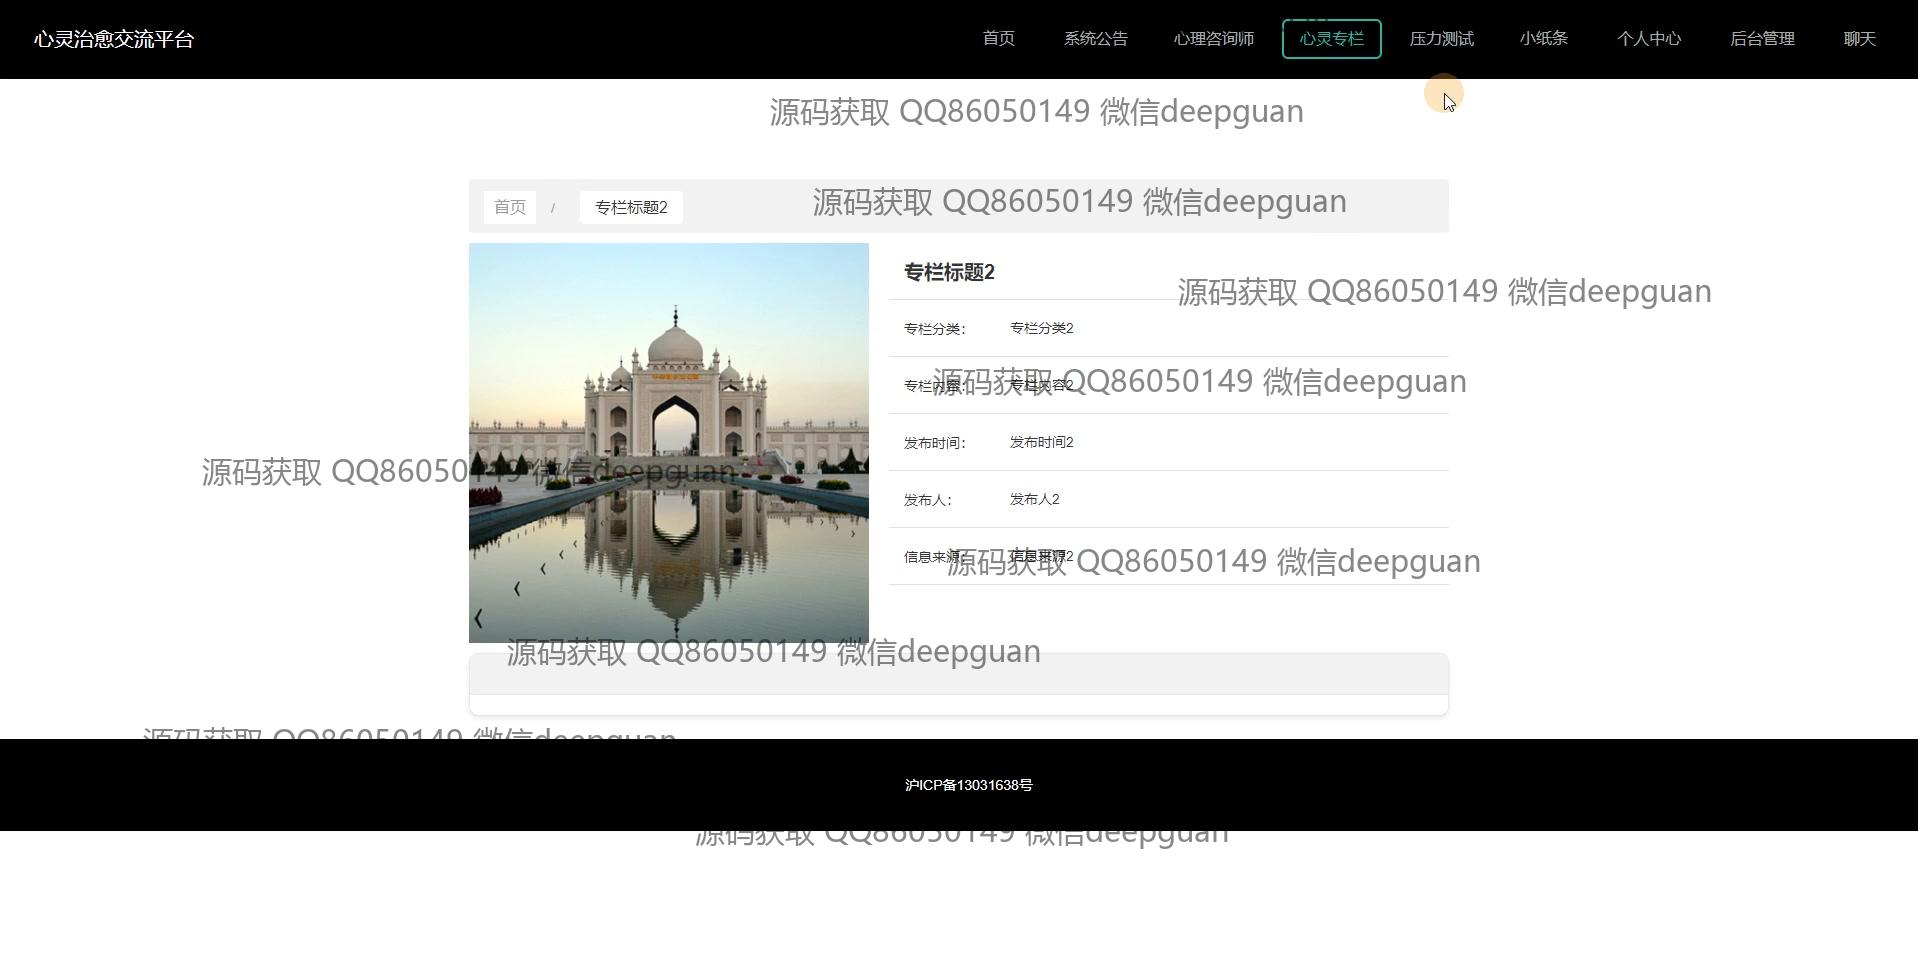 心灵治愈交流平台
首页 系统公告 心理咨询师 心灵专栏 压力测试 小纸条 个人中心 后台管理 聊天
源码获取 QQ86050149 微信deepguan
首页 / 专栏标题2
源码获取 QQ86050149 微信deepguan
专栏标题2
源码获取 QQ86050149 微信deepguan
专栏分类： 专栏分类2
专栏内容： 专栏内容2
源码获取 QQ86050149 微信deepguan
发布时间： 发布时间2
源码获取 QQ86050149 微信deepguan
发布人： 发布人2
信息来源： 信息来源2
源码获取 QQ86050149 微信deepguan
源码获取 QQ86050149 微信deepguan
源码获取 QQ86050149 微信deepguan
沪ICP备13031638号
源码获取 QQ86050149 微信deepguan